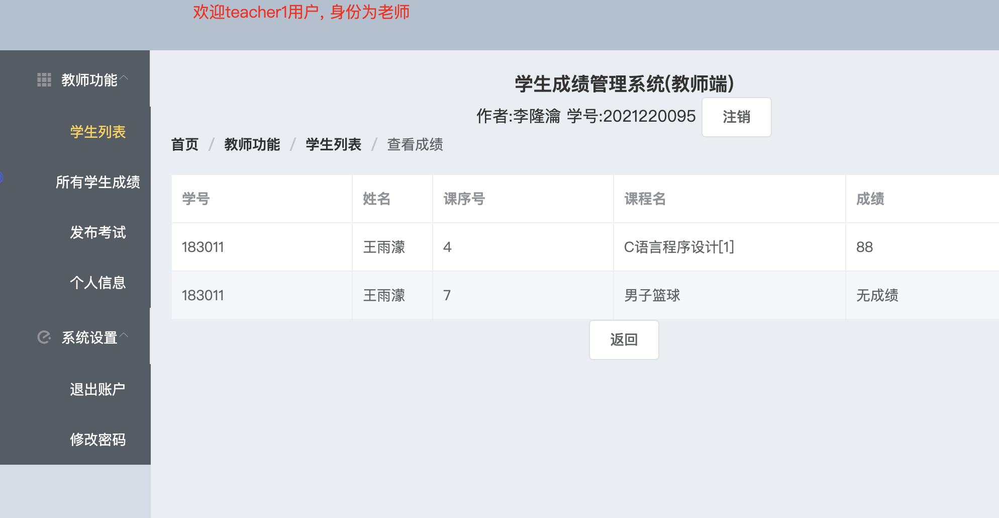 欢迎teacher1用户, 身份为老师
教师功能
学生列表
所有学生成绩
发布考试
个人信息
系统设置
退出账户
修改密码
学生成绩管理系统(教师端)
作者:李隆瀹 学号:2021220095 注销
首页 / 教师功能 / 学生列表 / 查看成绩
学号 姓名 课序号 课程名 成绩
183011 王雨濛 4 C语言程序设计[1] 88
183011 王雨濛 7 男子篮球 无成绩
返回